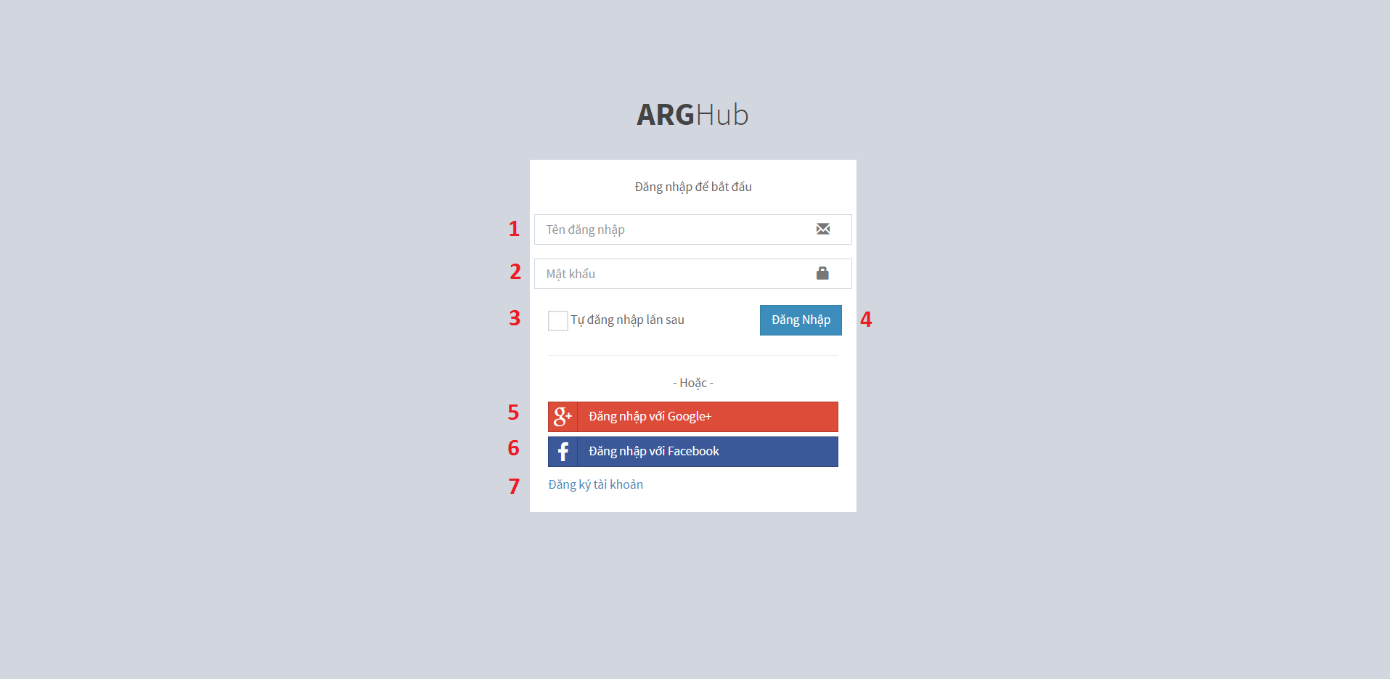 ARGHub
Đăng nhập để bắt đầu
1 Tên đăng nhập
2 Mật khẩu
3 Tự đăng nhập lần sau Đăng Nhập 4
- Hoặc -
5 g+ Đăng nhập với Google+
6 f Đăng nhập với Facebook
7 Đăng ký tài khoản